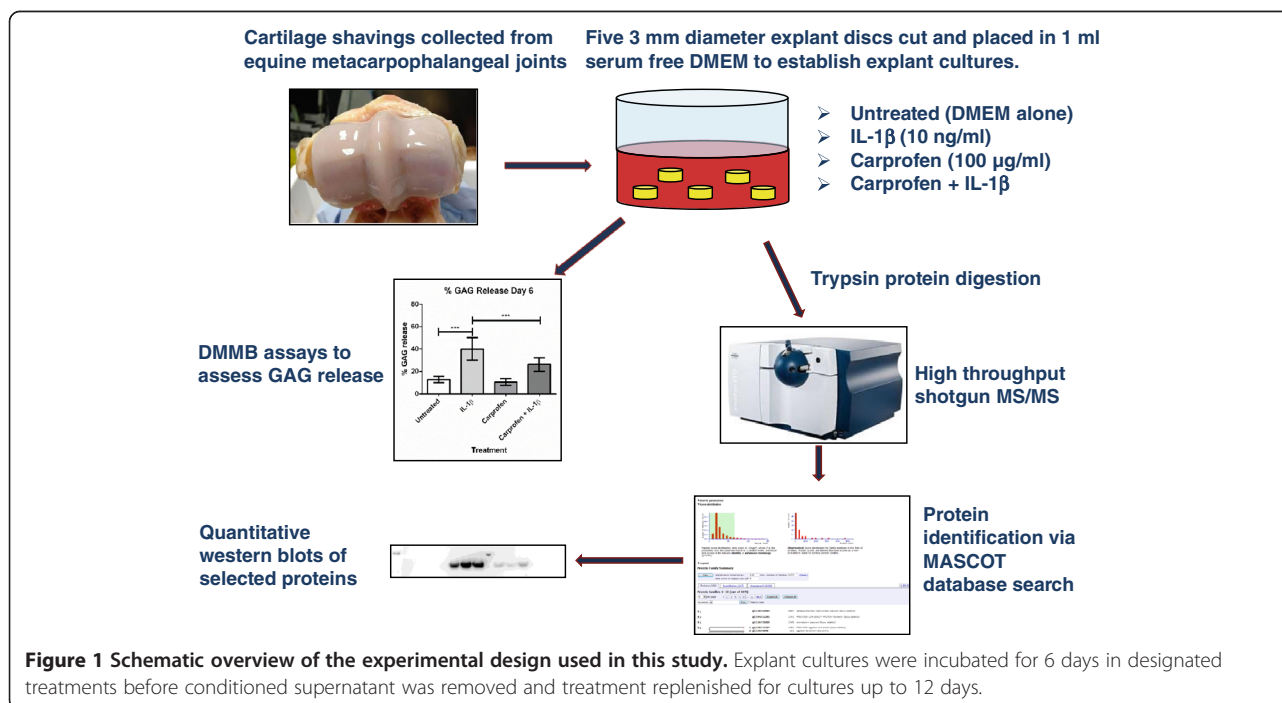 Cartilage shavings collected from
equine metacarpophalangeal joints
Five 3 mm diameter explant discs cut and placed in 1 ml
serum free DMEM to establish explant cultures.
➢ Untreated (DMEM alone)
➢ IL-1β (10 ng/ml)
➢ Carprofen (100 µg/ml)
➢ Carprofen + IL-1β
Trypsin protein digestion
DMMB assays to
assess GAG release
% GAG Release Day 6
% GAG release
80
60
40
20
0
***
***
Untreated
IL-1β
Carprofen
Carprofen + IL-1β
Treatment
High throughput
shotgun MS/MS
Quantitative
western blots of
selected proteins
Protein
identification via
MASCOT
database search
Figure 1 Schematic overview of the experimental design used in this study. Explant cultures were incubated for 6 days in designated
treatments before conditioned supernatant was removed and treatment replenished for cultures up to 12 days.